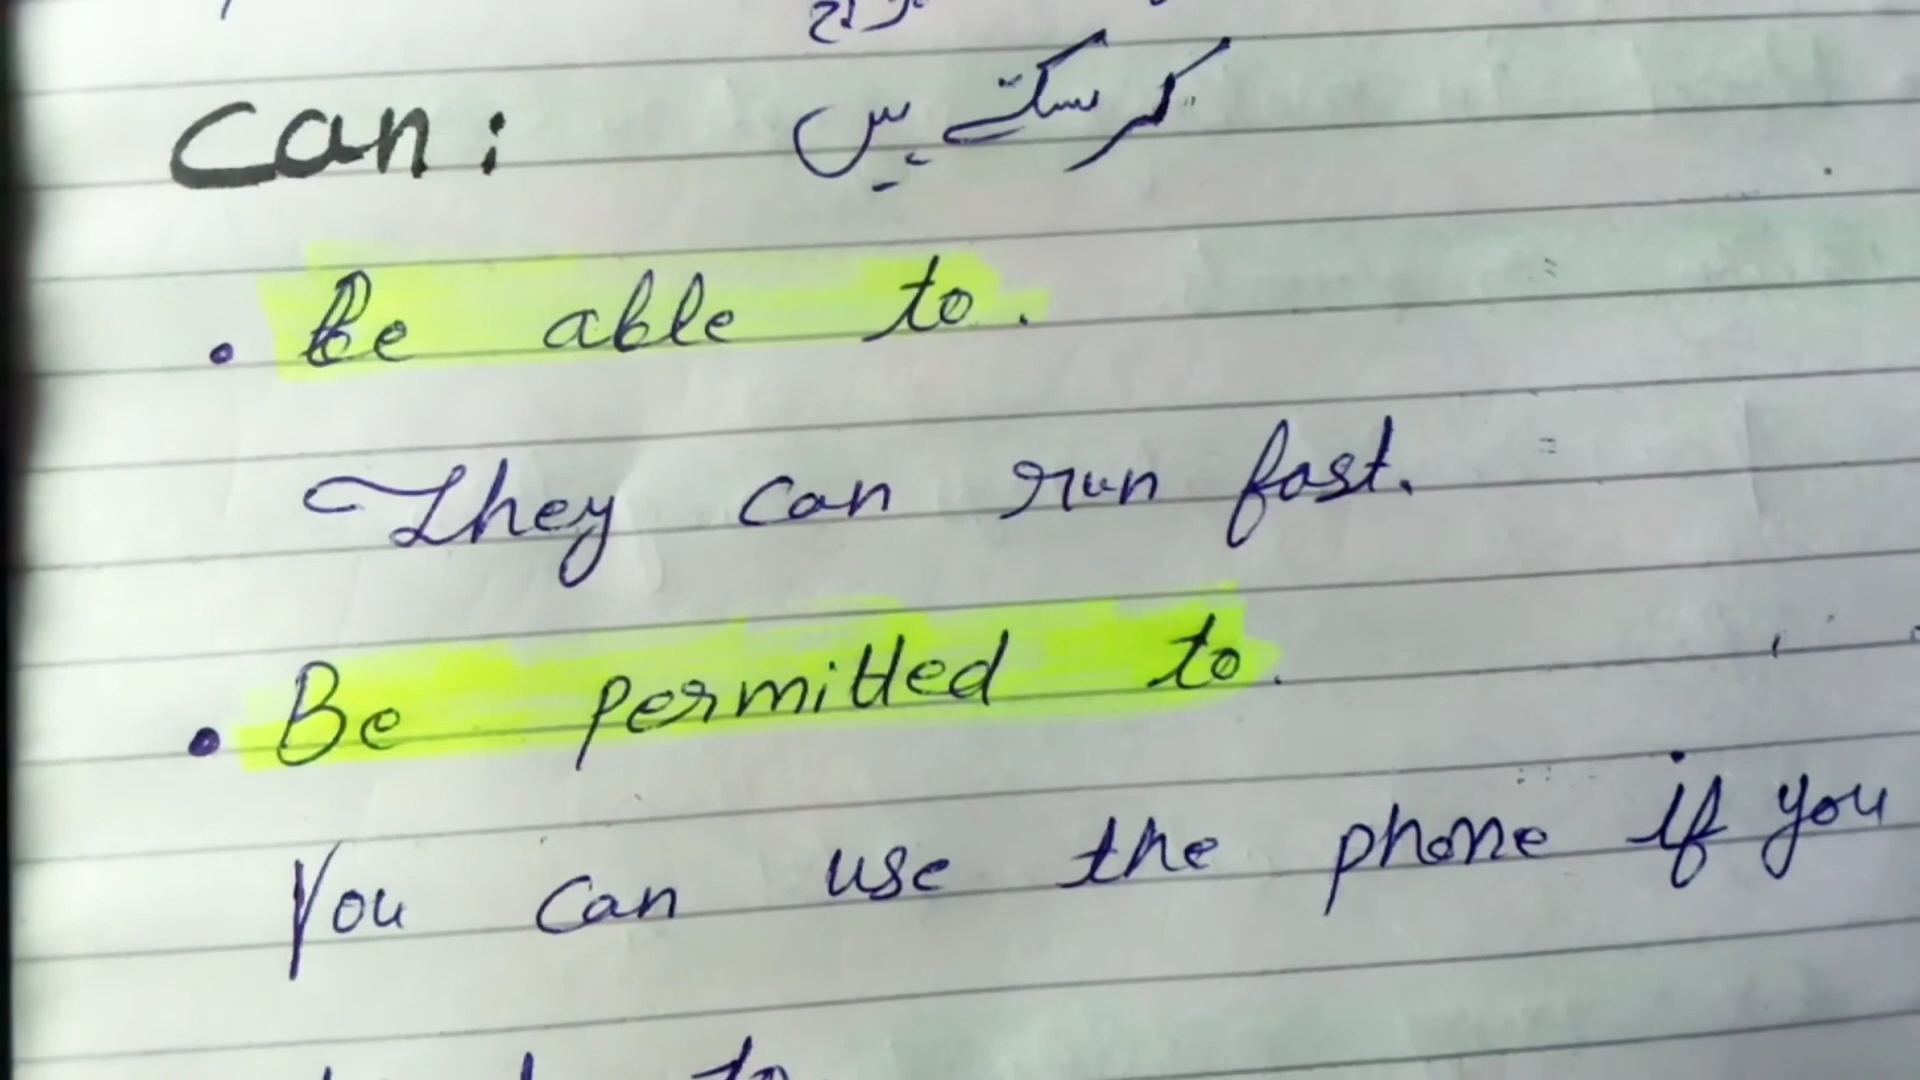 Can: کر سکتے ہیں
• Be able to.
They can run fast.
• Be permitted to.
You can use the phone if you
to